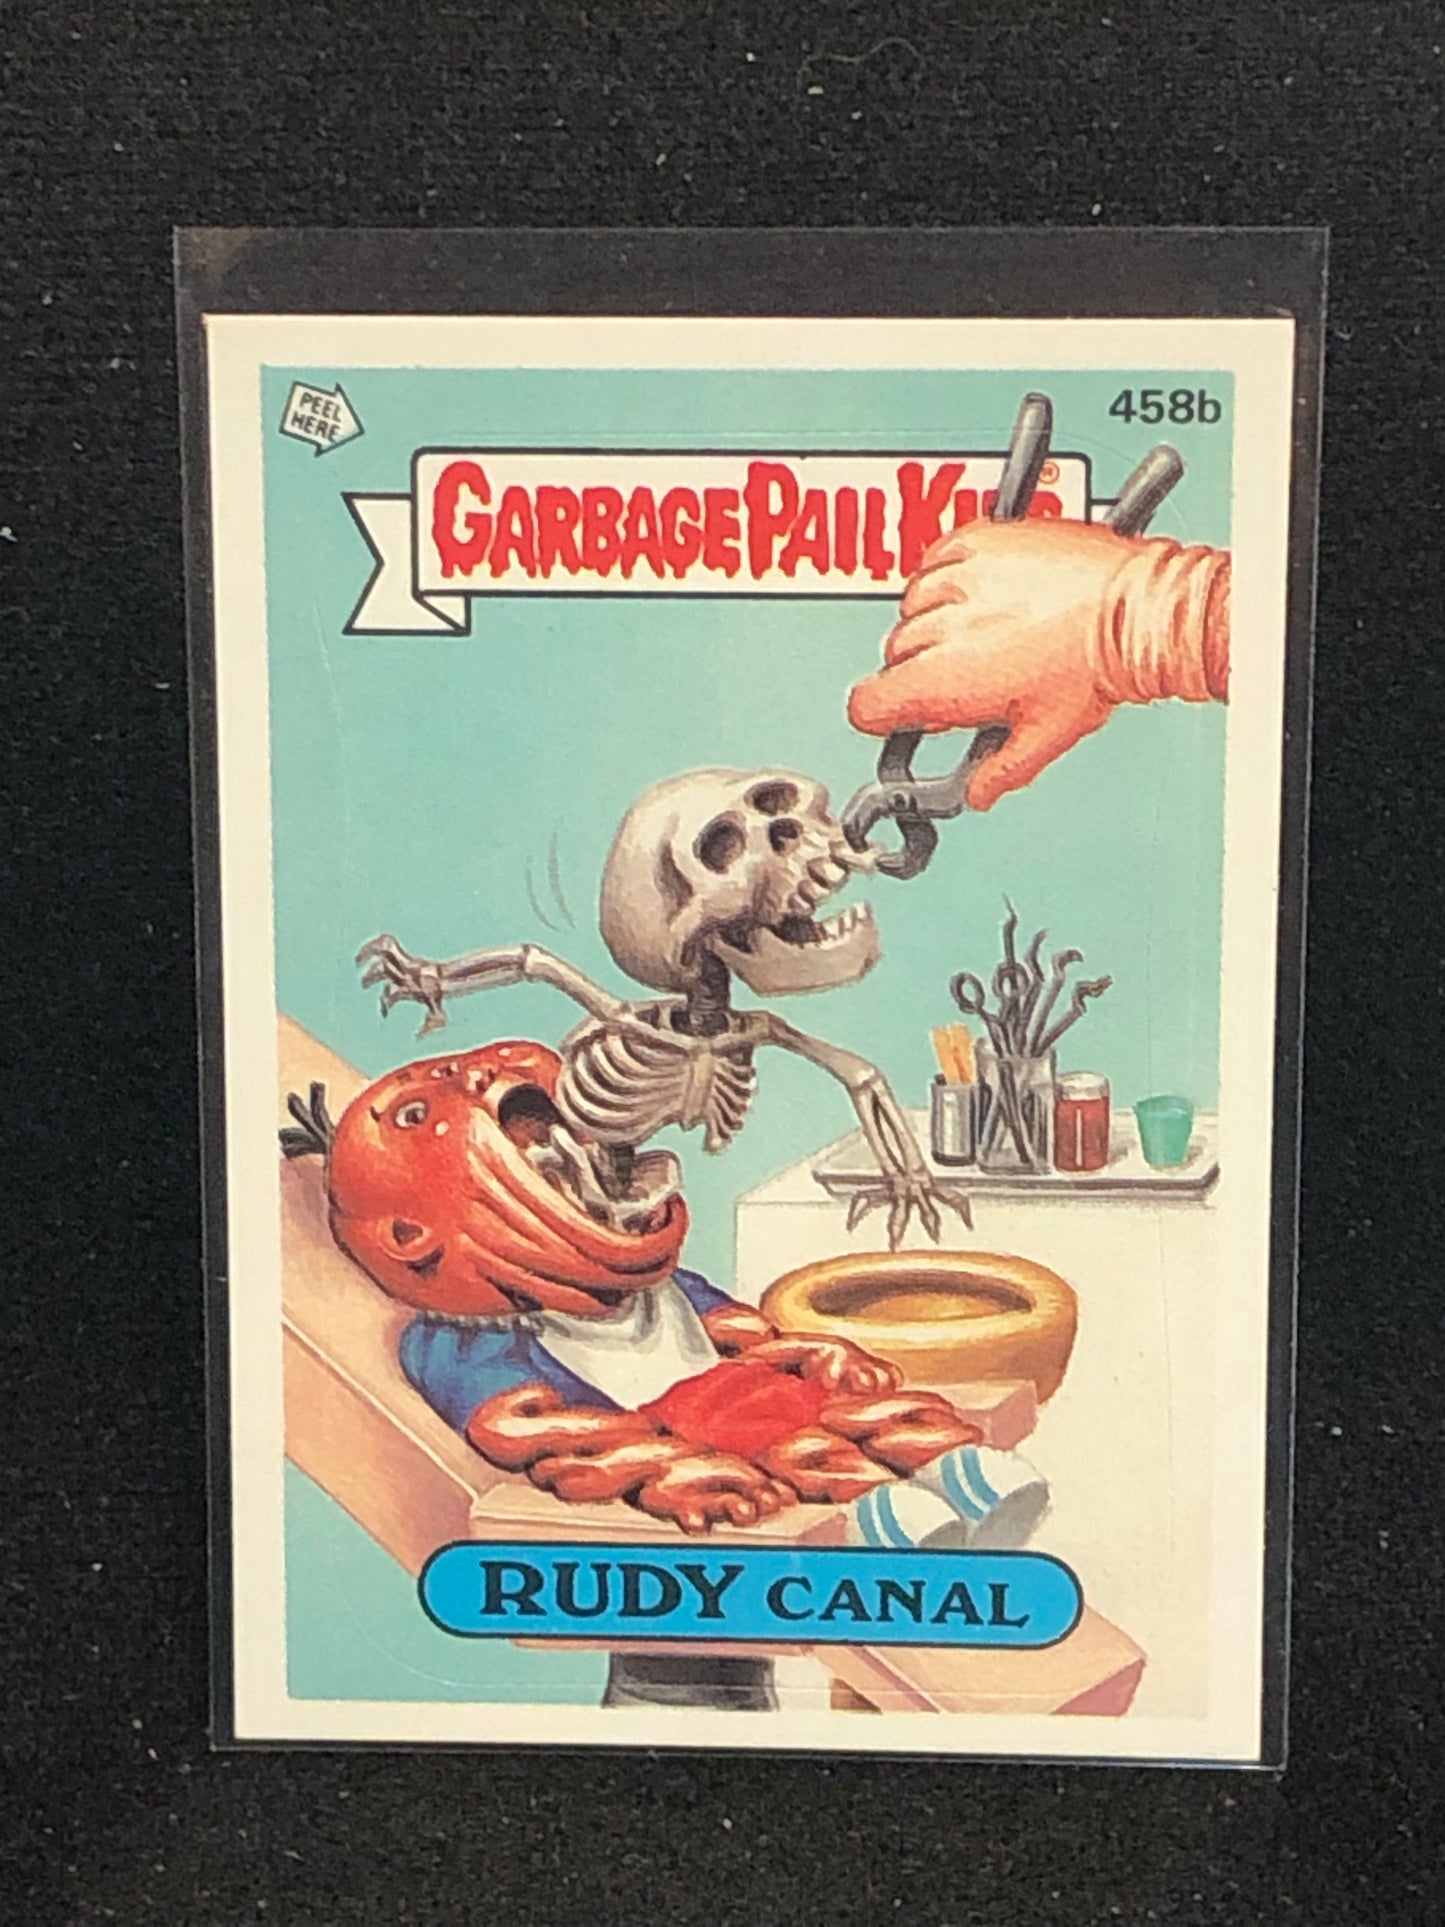 PEEL
HERE
458b
GARBAGE PAIL KIDS®
RUDY CANAL